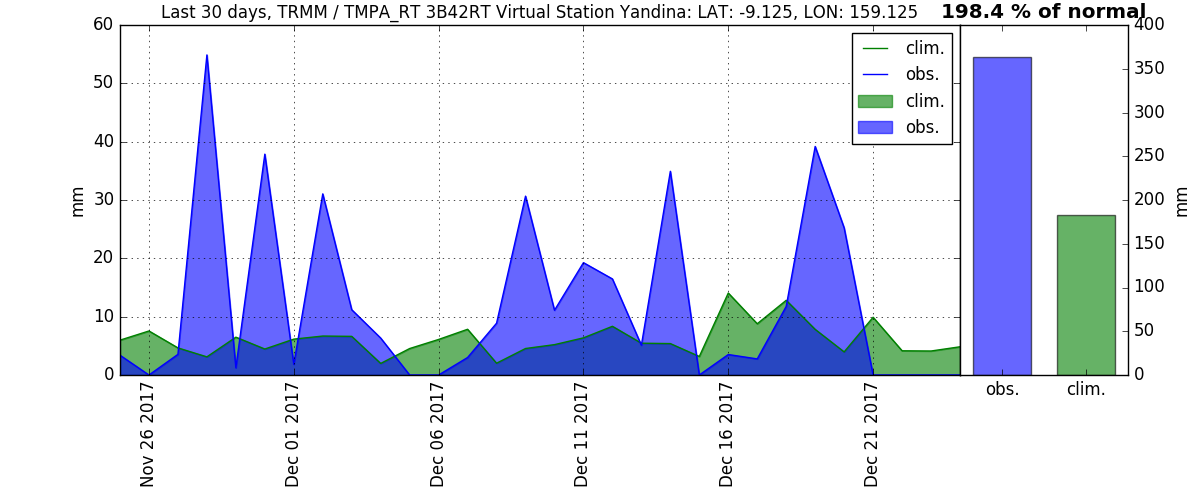 Last 30 days, TRMM / TMPA_RT 3B42RT Virtual Station Yandina: LAT: -9.125, LON: 159.125
198.4 % of normal
60
50
40
30
20
10
0
mm
clim.
obs.
clim.
obs.
400
350
300
250
200
150
100
50
0
mm
Nov 26 2017
Dec 01 2017
Dec 06 2017
Dec 11 2017
Dec 16 2017
Dec 21 2017
obs.
clim.